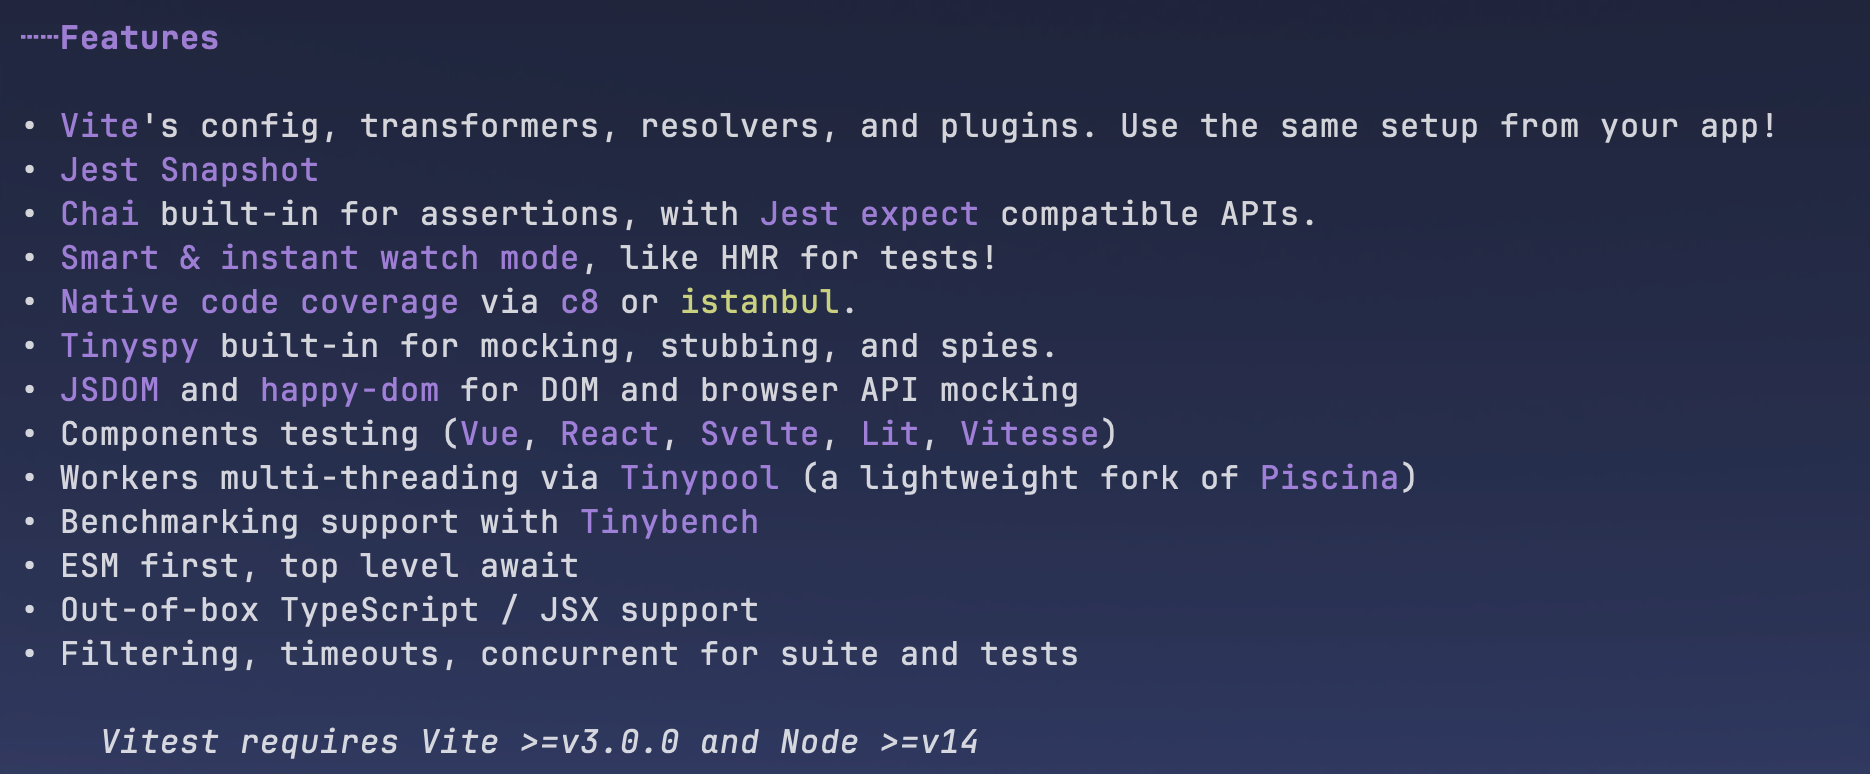 Features
• Vite's config, transformers, resolvers, and plugins. Use the same setup from your app!
• Jest Snapshot
• Chai built-in for assertions, with Jest expect compatible APIs.
• Smart & instant watch mode, like HMR for tests!
• Native code coverage via c8 or istanbul.
• Tinyspy built-in for mocking, stubbing, and spies.
• JSDOM and happy-dom for DOM and browser API mocking
• Components testing (Vue, React, Svelte, Lit, Vitesse)
• Workers multi-threading via Tinypool (a lightweight fork of Piscina)
• Benchmarking support with Tinybench
• ESM first, top level await
• Out-of-box TypeScript / JSX support
• Filtering, timeouts, concurrent for suite and tests
Vitest requires Vite >=v3.0.0 and Node >=v14